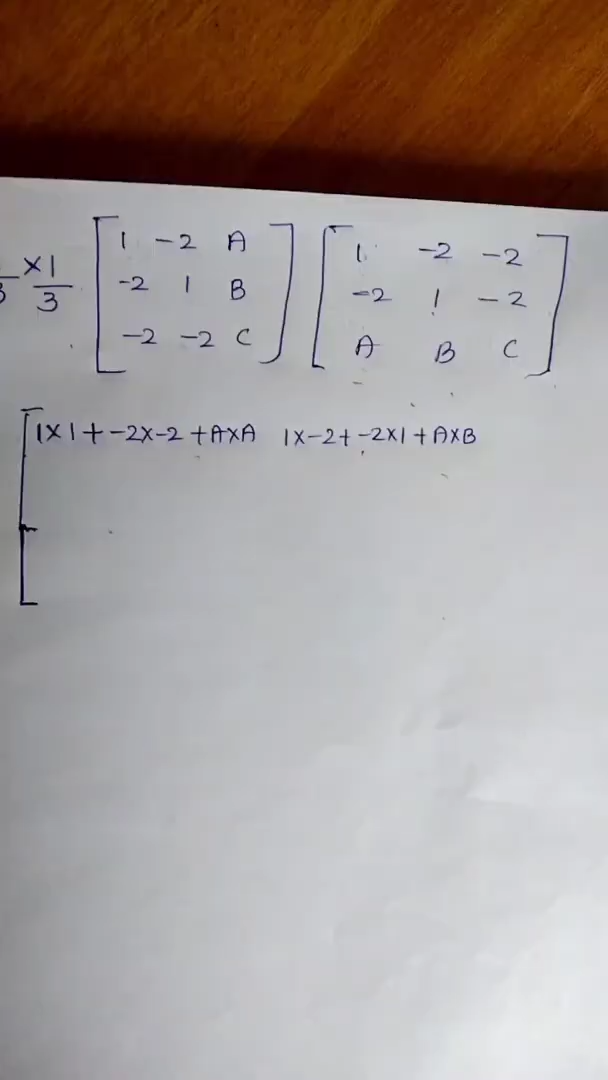 ×1/3 [1 -2 A] [1 -2 -2]
3 [-2 1 B] [-2 1 -2]
[-2 -2 C] [A B C]
[1×1+-2×-2+A×A 1×-2+-2×1+A×B